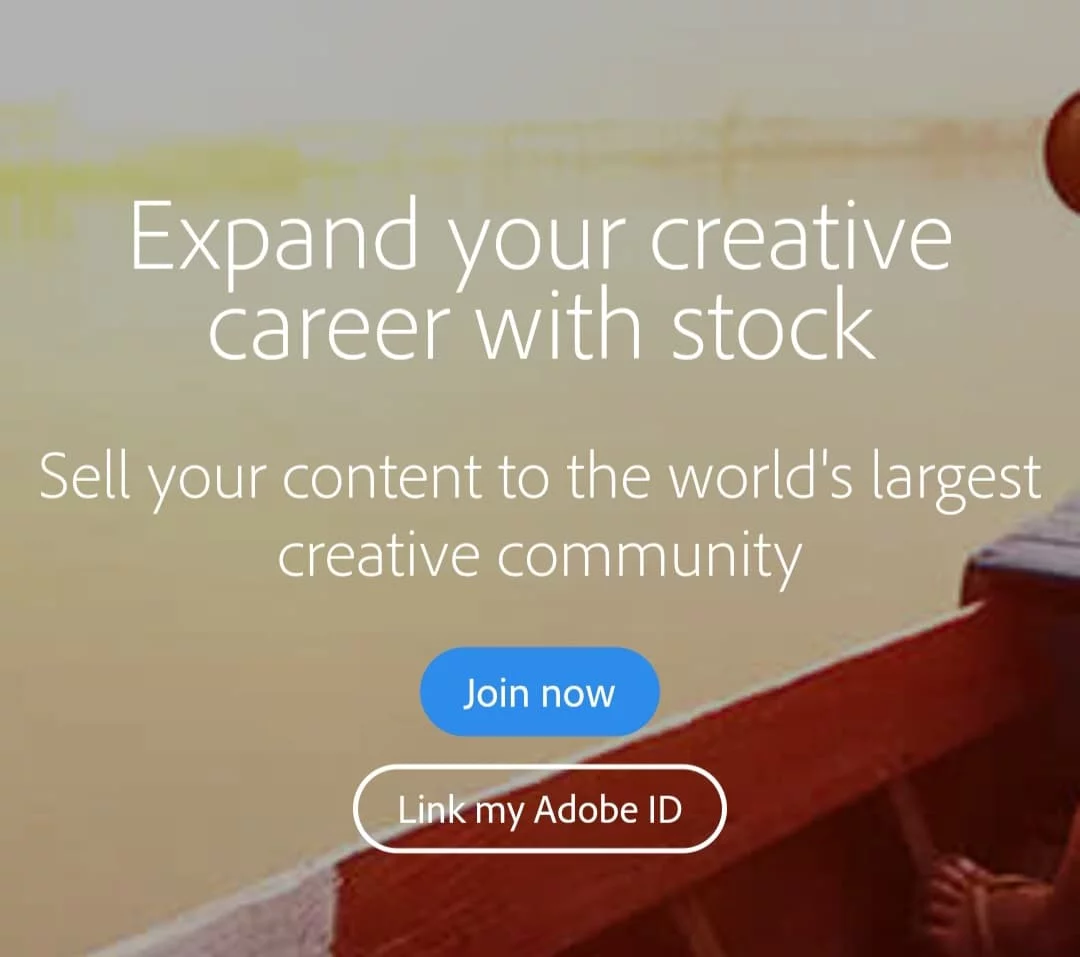 Expand your creative
career with stock
Sell your content to the world's largest
creative community
Join now
Link my Adobe ID